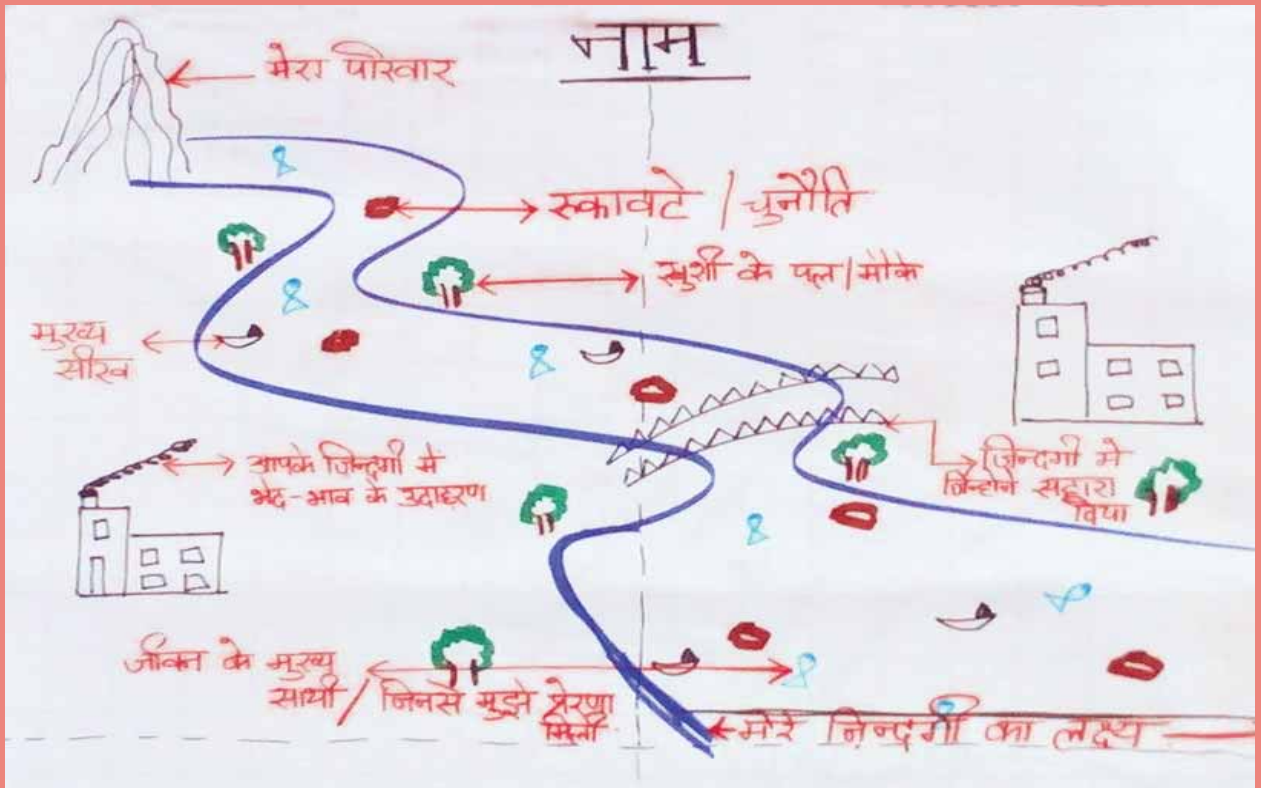 नाम
मेरा परिवार
रूकावटे / चुनौति
खुशी के पल/मौके
मुख्य
सीख
आपके जिन्दगी मे
भेद-भाव के उदाहरण
ज़िन्दगी मे
जिन्होंने सहारा
दिया
जीवन के मुख्य
साथी / जिनसे मुझे प्रेरणा
मिली
मेरे जिन्दगी का लक्ष्य